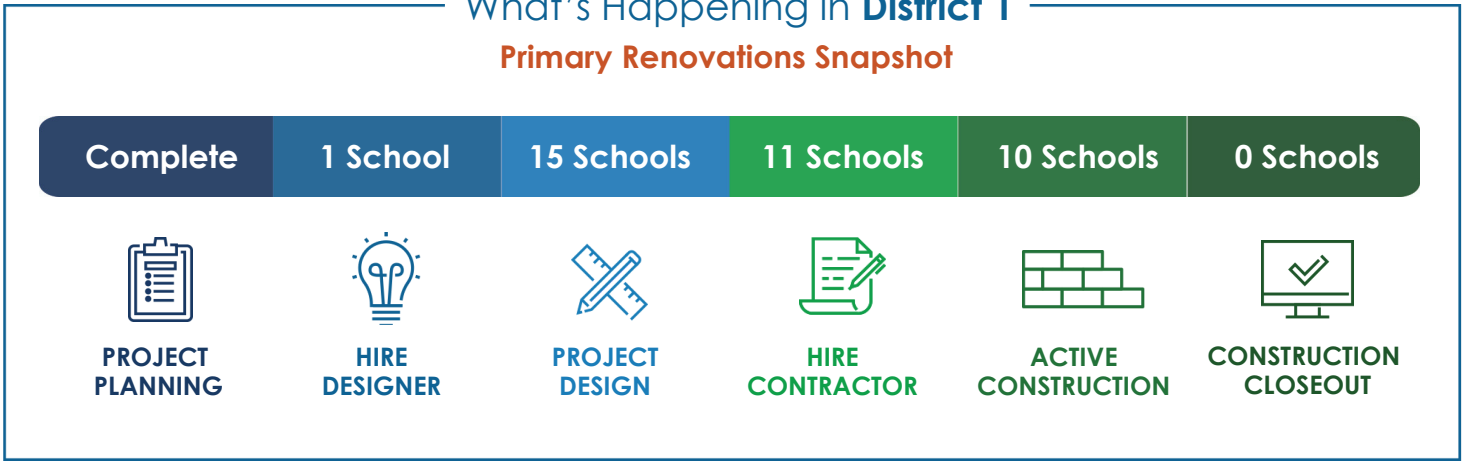 What's Happening in District 1
Primary Renovations Snapshot
Complete
1 School
15 Schools
11 Schools
10 Schools
0 Schools
PROJECT
PLANNING
HIRE
DESIGNER
PROJECT
DESIGN
HIRE
CONTRACTOR
ACTIVE
CONSTRUCTION
CONSTRUCTION
CLOSEOUT